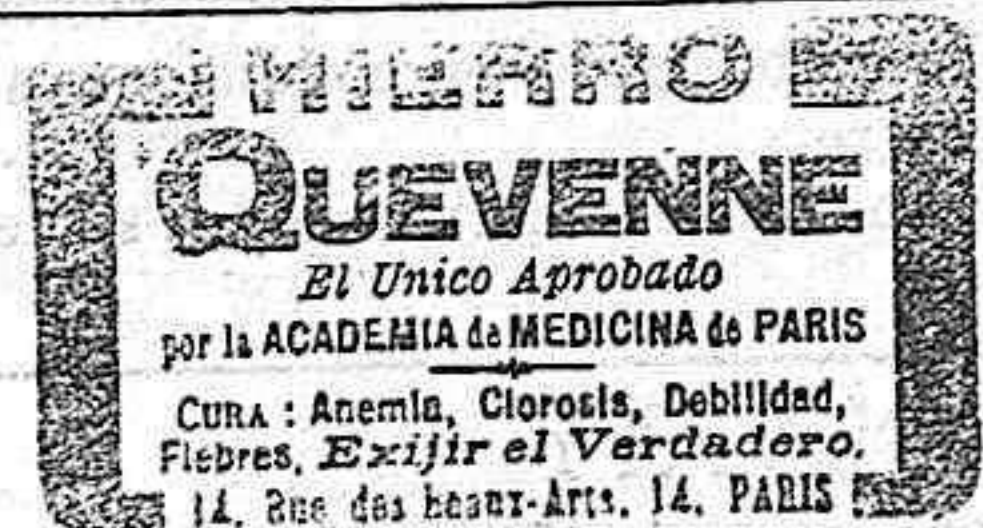 HIERRO
QUEVENNE
El Unico Aprobado
por la ACADEMIA de MEDICINA de PARIS
CURA : Anemia, Clorosis, Debilidad,
Fiebres, Exijir el Verdadero.
14, Rue des beaux-Arts, 14, PARIS